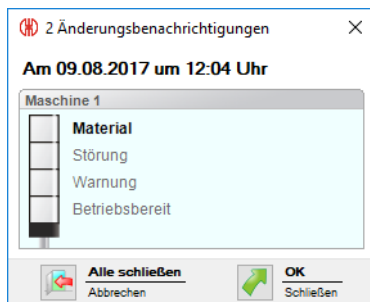 2 Änderungsbenachrichtigungen
Am 09.08.2017 um 12:04 Uhr
Maschine 1
Material
Störung
Warnung
Betriebsbereit
Alle schließen
Abbrechen
OK
Schließen